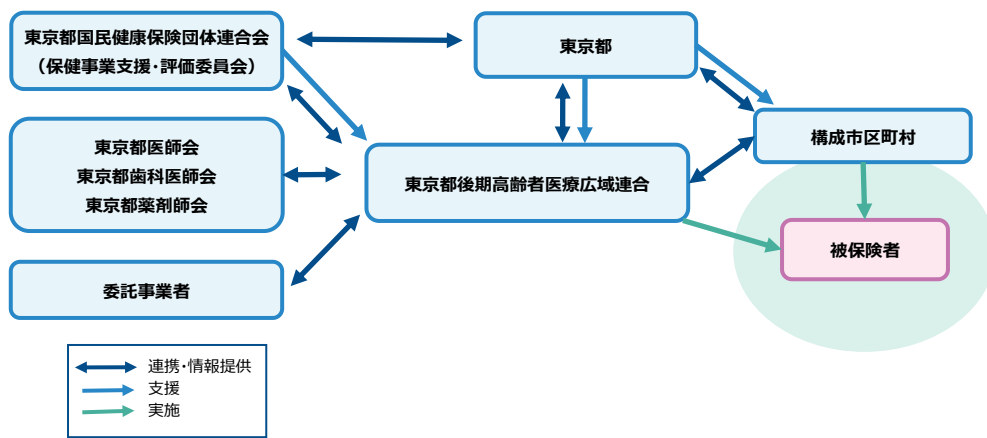 東京都国民健康保険団体連合会
（保健事業支援・評価委員会）
東京都
構成市区町村
東京都医師会
東京都歯科医師会
東京都薬剤師会
東京都後期高齢者医療広域連合
被保険者
委託事業者
連携・情報提供
支援
実施